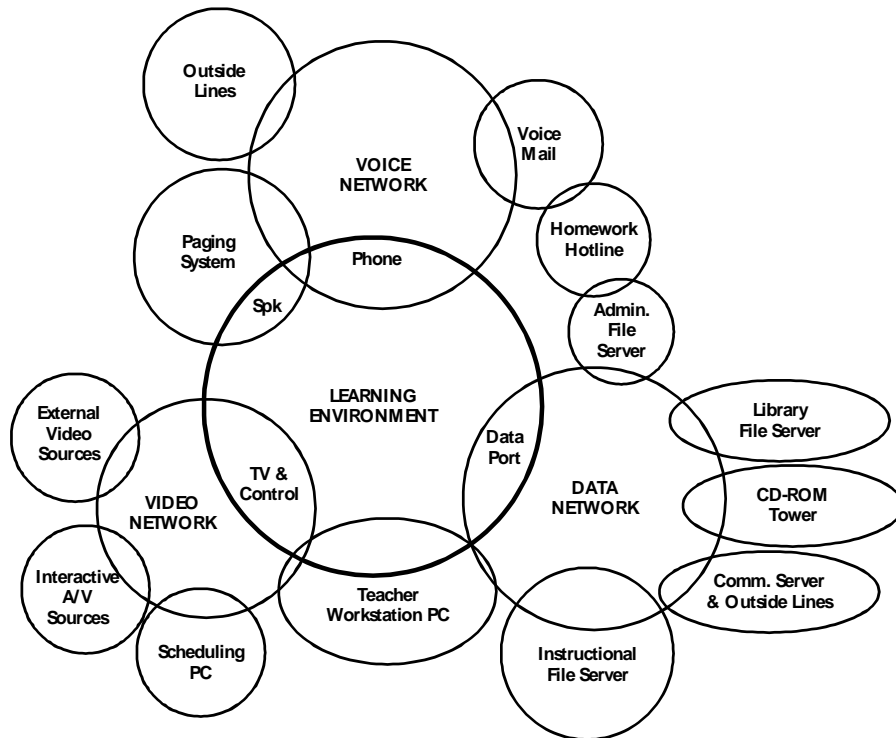 Outside
Lines
Voice
Mail
VOICE
NETWORK
Paging
System
Homework
Hotline
Phone
Spk
Admin.
File
Server
LEARNING
ENVIRONMENT
External
Video
Sources
Library
File Server
Data
Port
TV &
Control
VIDEO
NETWORK
DATA
NETWORK
CD-ROM
Tower
Interactive
A/V
Sources
Teacher
Workstation PC
Comm. Server
& Outside Lines
Scheduling
PC
Instructional
File Server